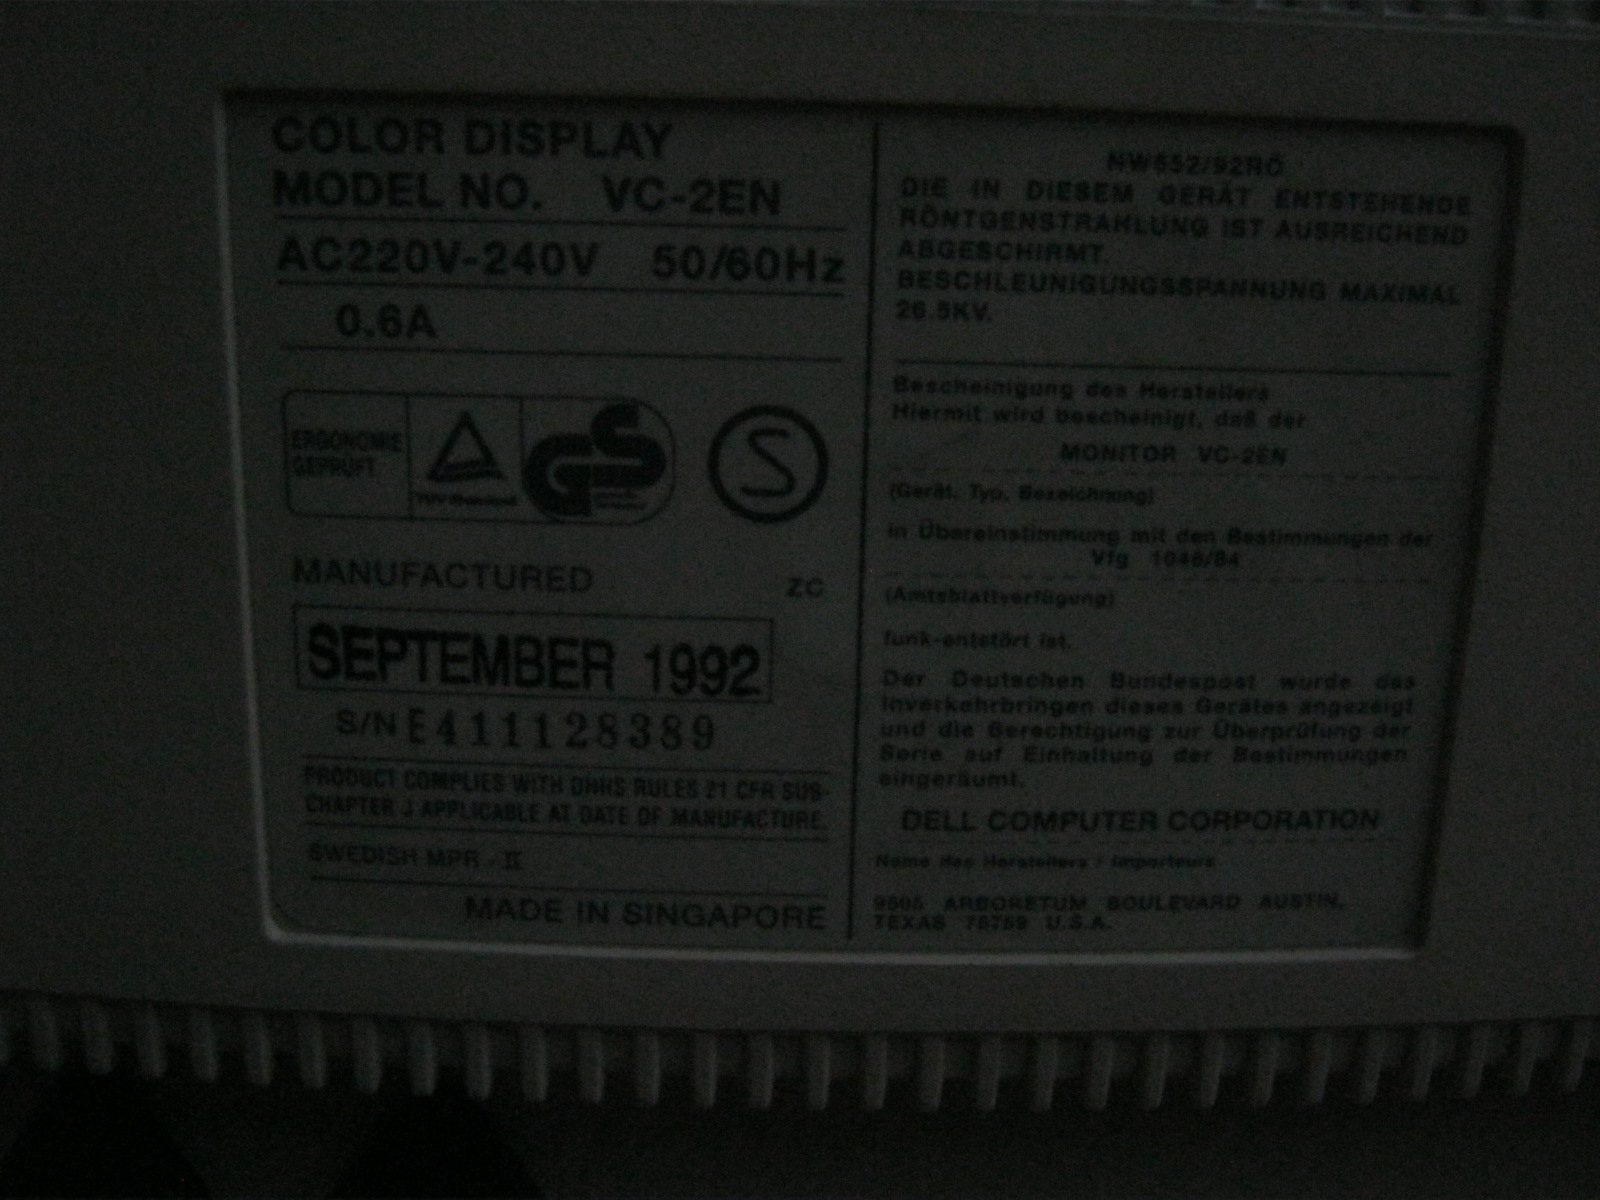 COLOR DISPLAY
MODEL NO. VC-2EN
AC220V-240V 50/60Hz
0.6A
ERGONOMIE
GEPRÜFT
TÜV Rheinland
GS
S
MANUFACTURED ZC
SEPTEMBER 1992
S/N E411128389
PRODUCT COMPLIES WITH DHHS RULES 21 CFR SUB-
CHAPTER J APPLICABLE AT DATE OF MANUFACTURE.
SWEDISH MPR - II
MADE IN SINGAPORE
DIE IN DIESEM GERÄT ENTSTEHENDE
RÖNTGENSTRAHLUNG IST AUSREICHEND
ABGESCHIRMT.
BESCHLEUNIGUNGSSPANNUNG MAXIMAL
26.5KV.
Bescheinigung des Herstellers
Hiermit wird bescheinigt, daß der
MONITOR VC-2EN
(Gerät, Typ, Bezeichnung)
in Übereinstimmung mit den Bestimmungen der
Vfg 1046/84
(Amtsblattverfügung)
funk-entstört ist.
Der Deutschen Bundespost wurde das
Inverkehrbringen dieses Gerätes angezeigt
und die Berechtigung zur Überprüfung der
Serie auf Einhaltung der Bestimmungen
eingeräumt.
DELL COMPUTER CORPORATION
Name des Herstellers / Importeurs
9505 ARBORETUM BOULEVARD AUSTIN,
TEXAS 78759 U.S.A.